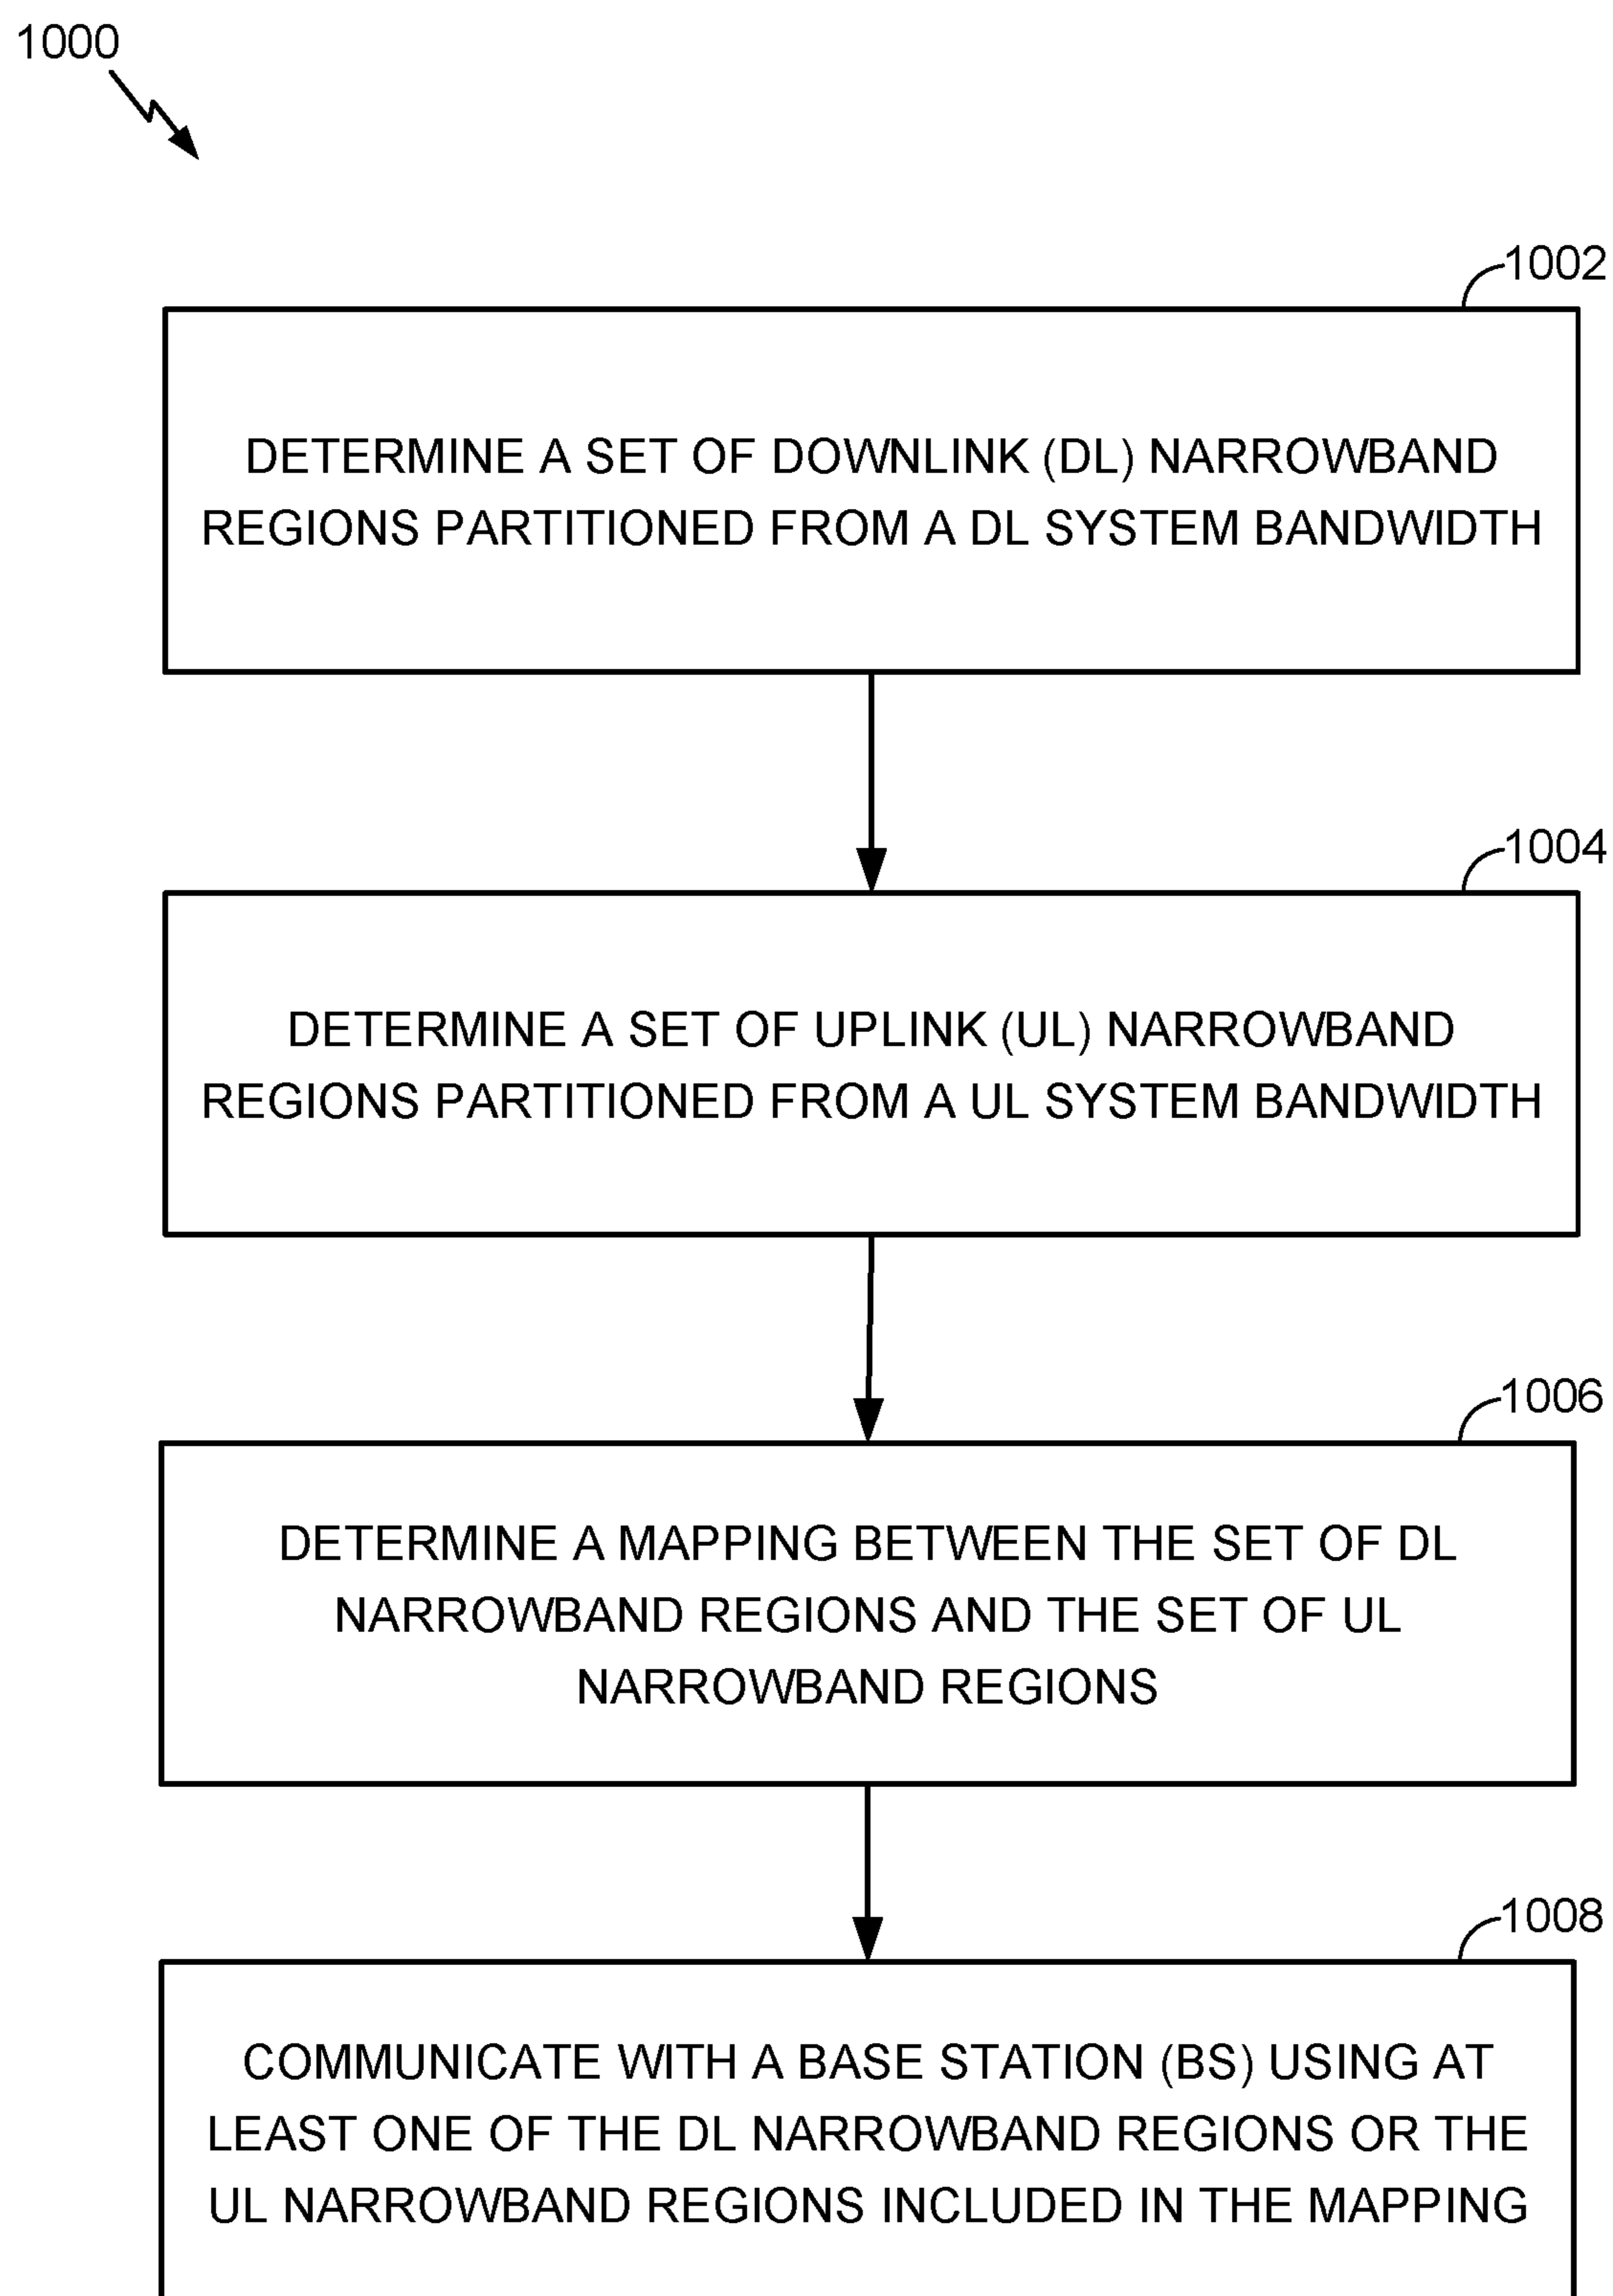 1000
1002
DETERMINE A SET OF DOWNLINK (DL) NARROWBAND
REGIONS PARTITIONED FROM A DL SYSTEM BANDWIDTH
1004
DETERMINE A SET OF UPLINK (UL) NARROWBAND
REGIONS PARTITIONED FROM A UL SYSTEM BANDWIDTH
1006
DETERMINE A MAPPING BETWEEN THE SET OF DL
NARROWBAND REGIONS AND THE SET OF UL
NARROWBAND REGIONS
1008
COMMUNICATE WITH A BASE STATION (BS) USING AT
LEAST ONE OF THE DL NARROWBAND REGIONS OR THE
UL NARROWBAND REGIONS INCLUDED IN THE MAPPING